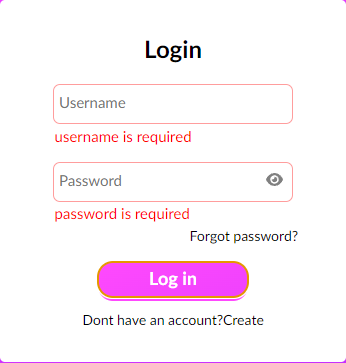 Login
Username
username is required
Password
password is required
Forgot password?
Log in
Dont have an account?Create